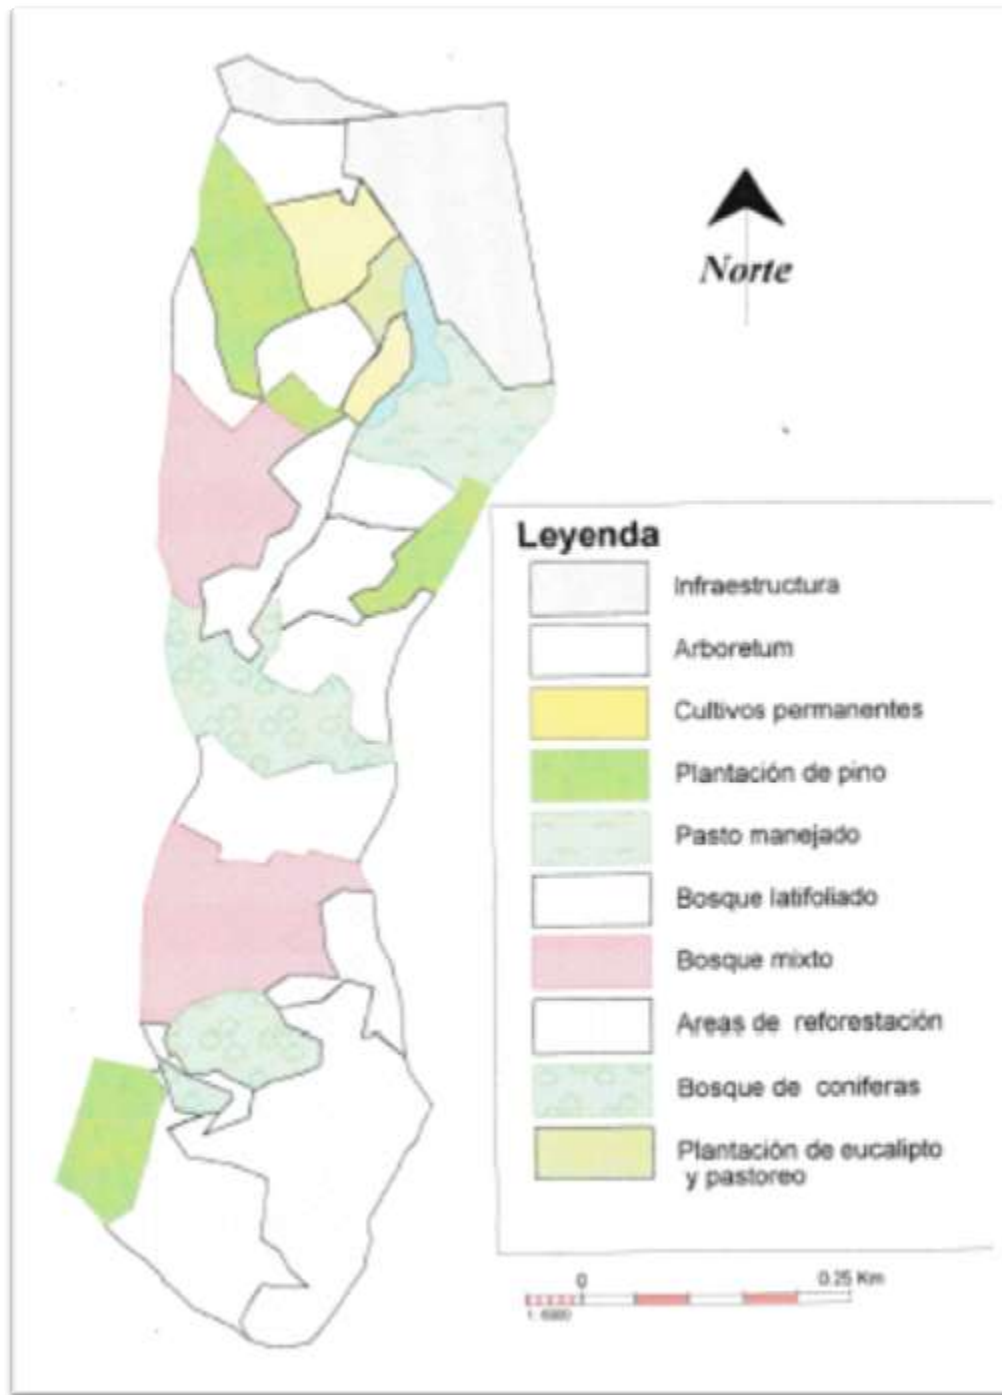 Norte
Leyenda
Infraestructura
Arboretum
Cultivos permanentes
Plantación de pino
Pasto manejado
Bosque latifoliado
Bosque mixto
Areas de reforestación
Bosque de coníferas
Plantación de eucalipto
y pastoreo
0
0.25 Km